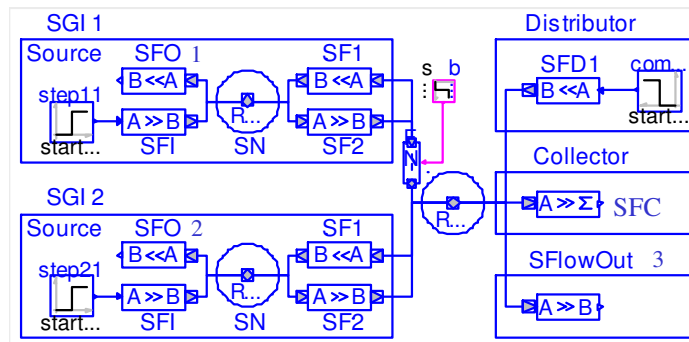 SGI 1
Source
SFO 1
SF1
B<<A
B<<A
step11
A>>B
A>>B
R...
start...
SFI
SN
SF2
s b
N
SGI 2
Source
SFO 2
SF1
B<<A
B<<A
step21
A>>B
A>>B
R...
start...
SFI
SN
SF2
R...
Distributor
SFD1
com...
B<<A
start...
Collector
A>>Σ
SFC
SFlowOut 3
A>>B